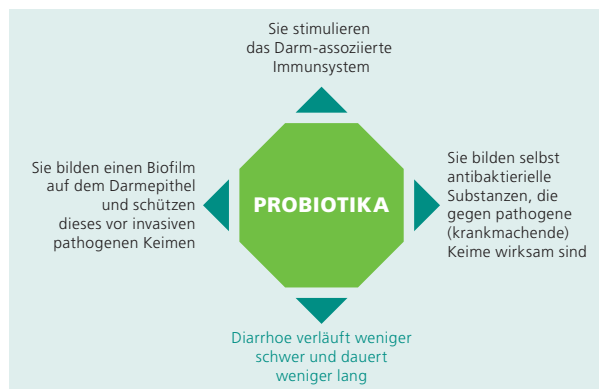 Sie stimulieren
das Darm-assoziierte
Immunsystem
Sie bilden einen Biofilm
auf dem Darmepithel
und schützen
dieses vor invasiven
pathogenen Keimen
PROBIOTIKA
Sie bilden selbst
antibaktierielle
Substanzen, die
gegen pathogene
(krankmachende)
Keime wirksam sind
Diarrhoe verläuft weniger
schwer und dauert
weniger lang